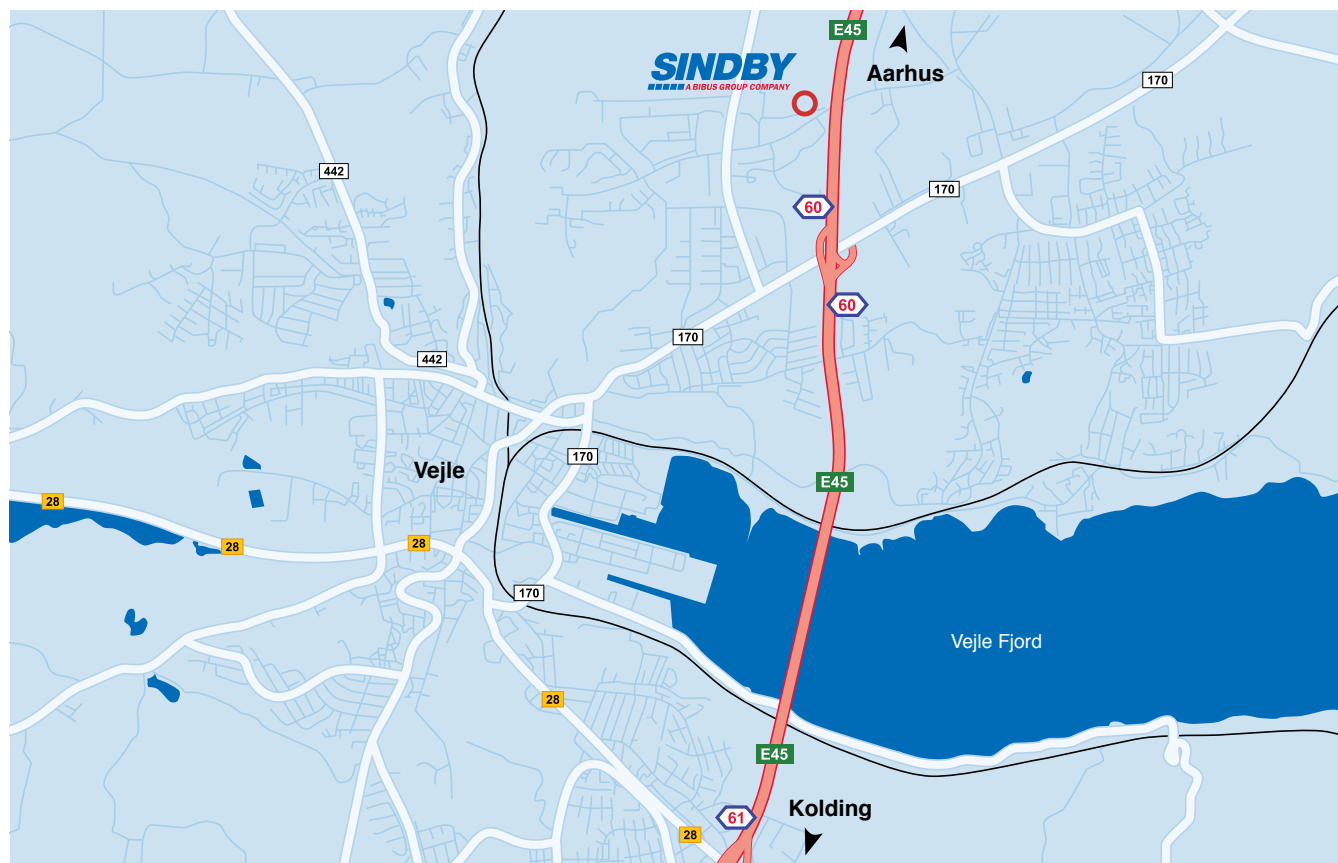 E45
SINDBY
A BIBUS GROUP COMPANY
Aarhus
170
442
170
60
60
170
442
170
Vejle
E45
28
28
28
170
Vejle Fjord
28
E45
Kolding
61
28